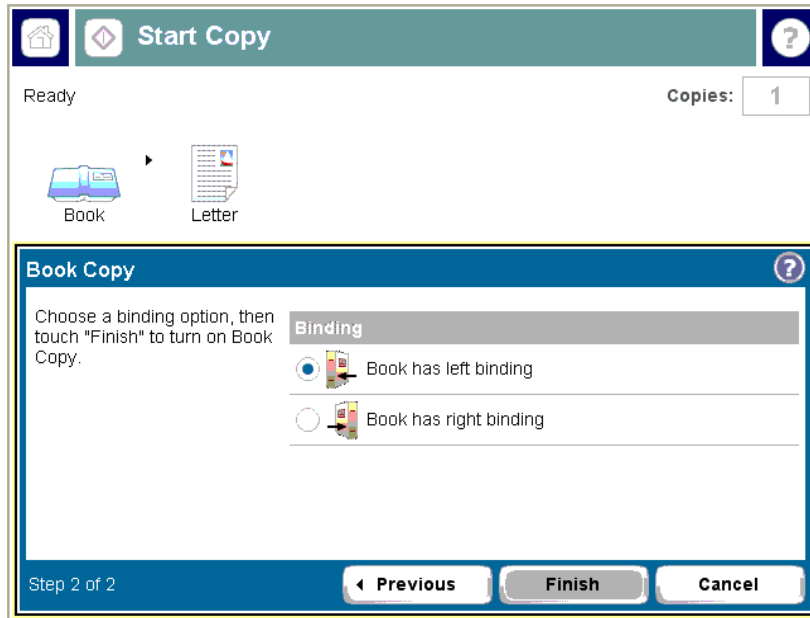 Start Copy
?
Ready
Copies: 1
Book
Letter
Book Copy
?
Choose a binding option, then
touch "Finish" to turn on Book
Copy.
Binding
Book has left binding
Book has right binding
Step 2 of 2
Previous
Finish
Cancel